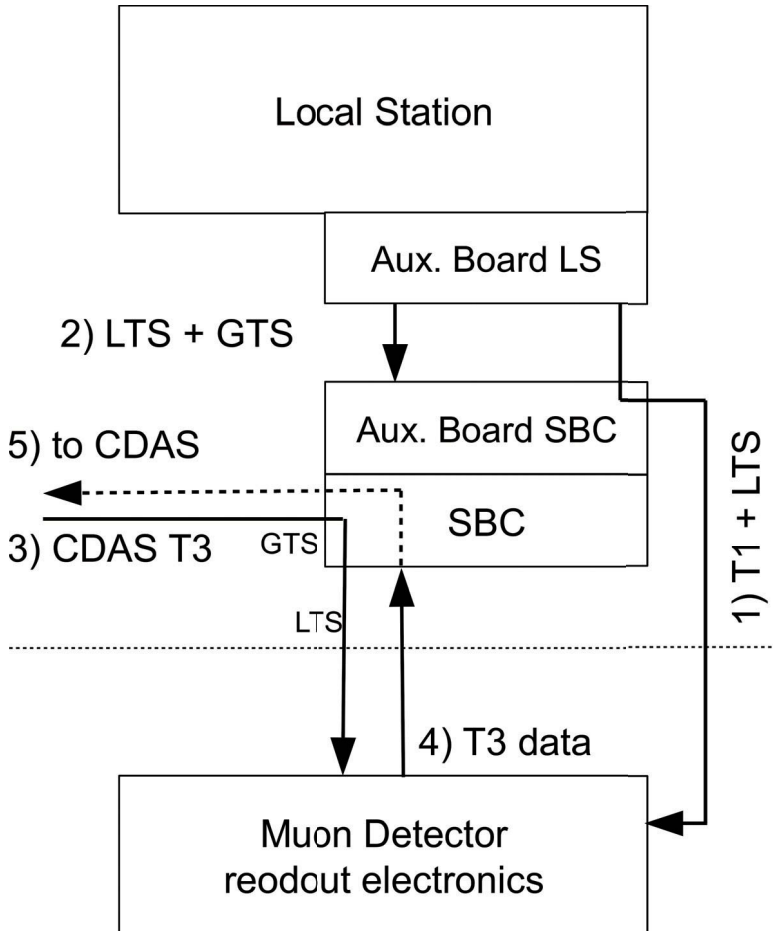 Local Station
Aux. Board LS
2) LTS + GTS
Aux. Board SBC
5) to CDAS
SBC
3) CDAS T3
GTS
LTS
1) T1 + LTS
4) T3 data
Muon Detector
reodout electronics